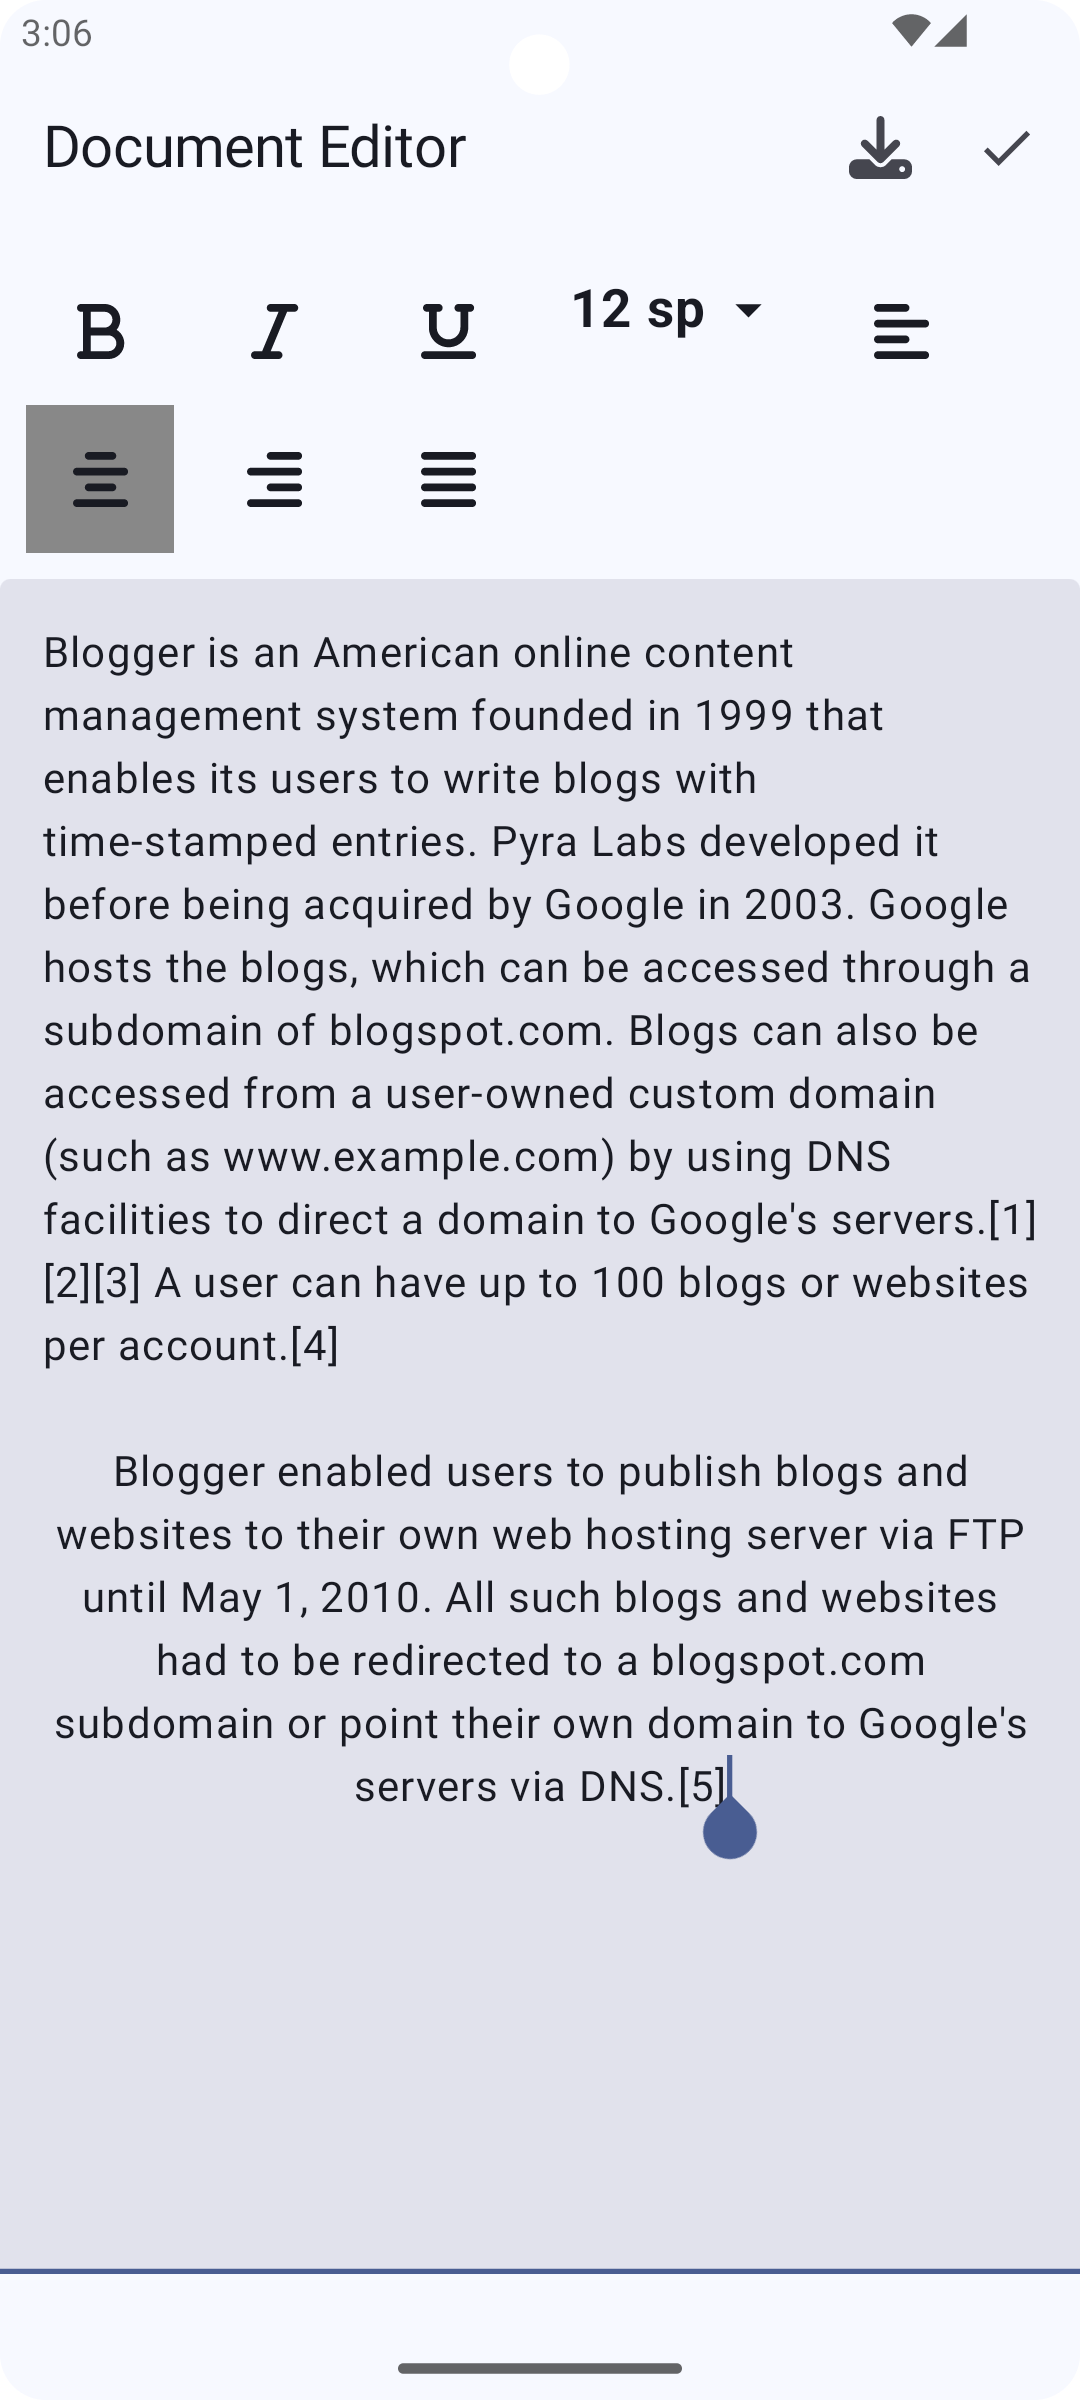 3:06
Document Editor
B I U 12 sp
Blogger is an American online content
management system founded in 1999 that
enables its users to write blogs with
time-stamped entries. Pyra Labs developed it
before being acquired by Google in 2003. Google
hosts the blogs, which can be accessed through a
subdomain of blogspot.com. Blogs can also be
accessed from a user-owned custom domain
(such as www.example.com) by using DNS
facilities to direct a domain to Google's servers.[1]
[2][3] A user can have up to 100 blogs or websites
per account.[4]
Blogger enabled users to publish blogs and
websites to their own web hosting server via FTP
until May 1, 2010. All such blogs and websites
had to be redirected to a blogspot.com
subdomain or point their own domain to Google's
servers via DNS.[5]